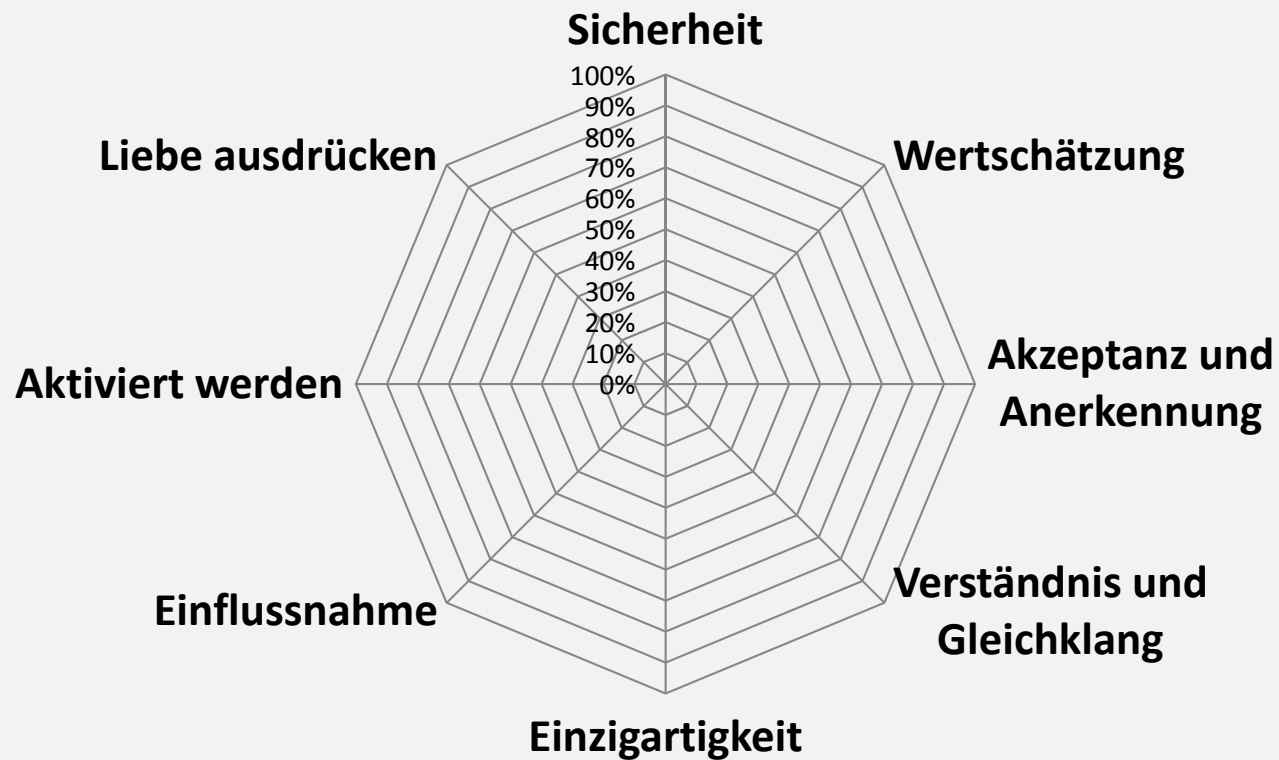 Sicherheit
100%
90%
80%
70%
60%
50%
40%
30%
20%
10%
0%
Wertschätzung
Akzeptanz und
Anerkennung
Verständnis und
Gleichklang
Einzigartigkeit
Einflussnahme
Aktiviert werden
Liebe ausdrücken